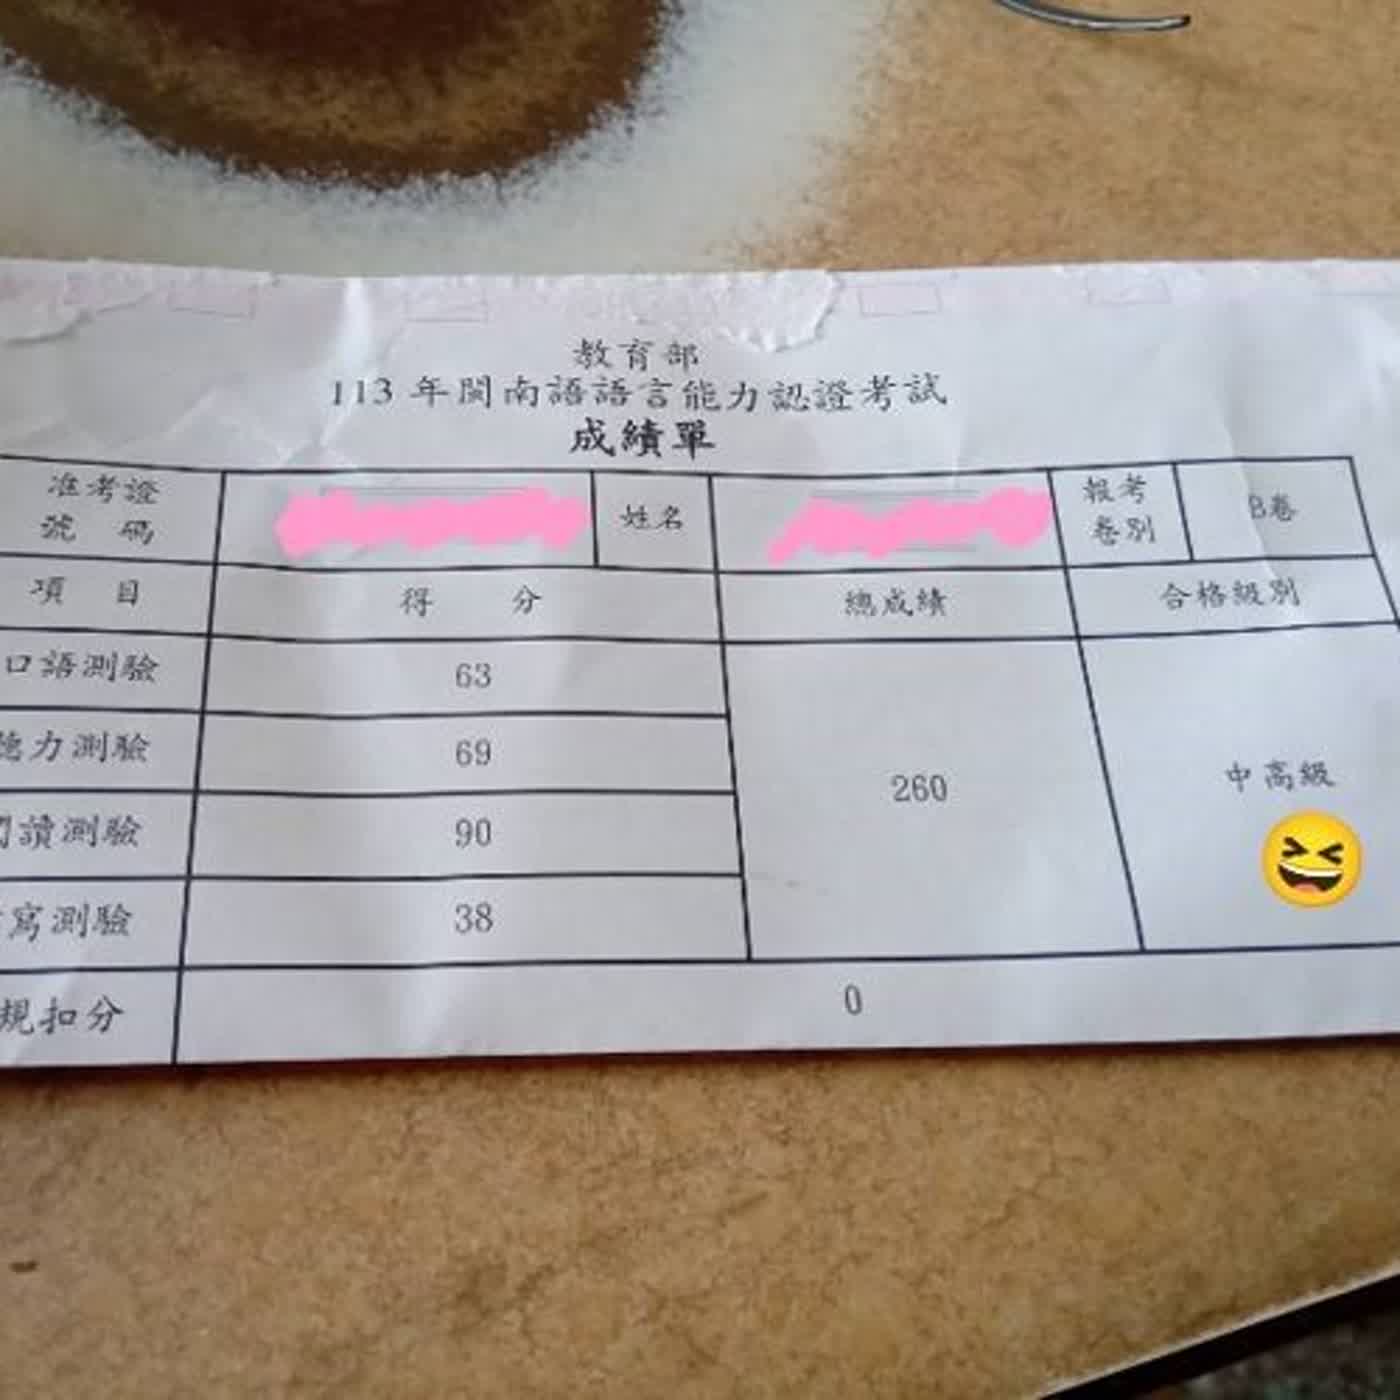 教育部
113 年閩南語語言能力認證考試
成績單
准考證
號 碼
姓名
報考
卷別
B卷
項 目
得 分
總成績
合格級別
口語測驗
63
聽力測驗
69
閱讀測驗
90
寫測驗
38
260
中高級
規扣分
0